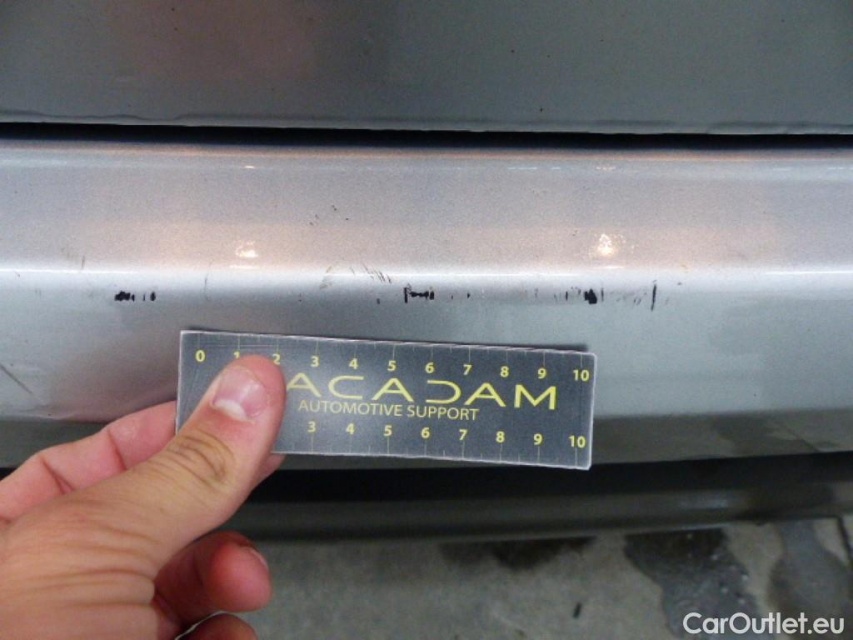 0 1 2 3 4 5 6 7 8 9 10
ACADAM
AUTOMOTIVE SUPPORT
3 4 5 6 7 8 9 10
CarOutlet.eu